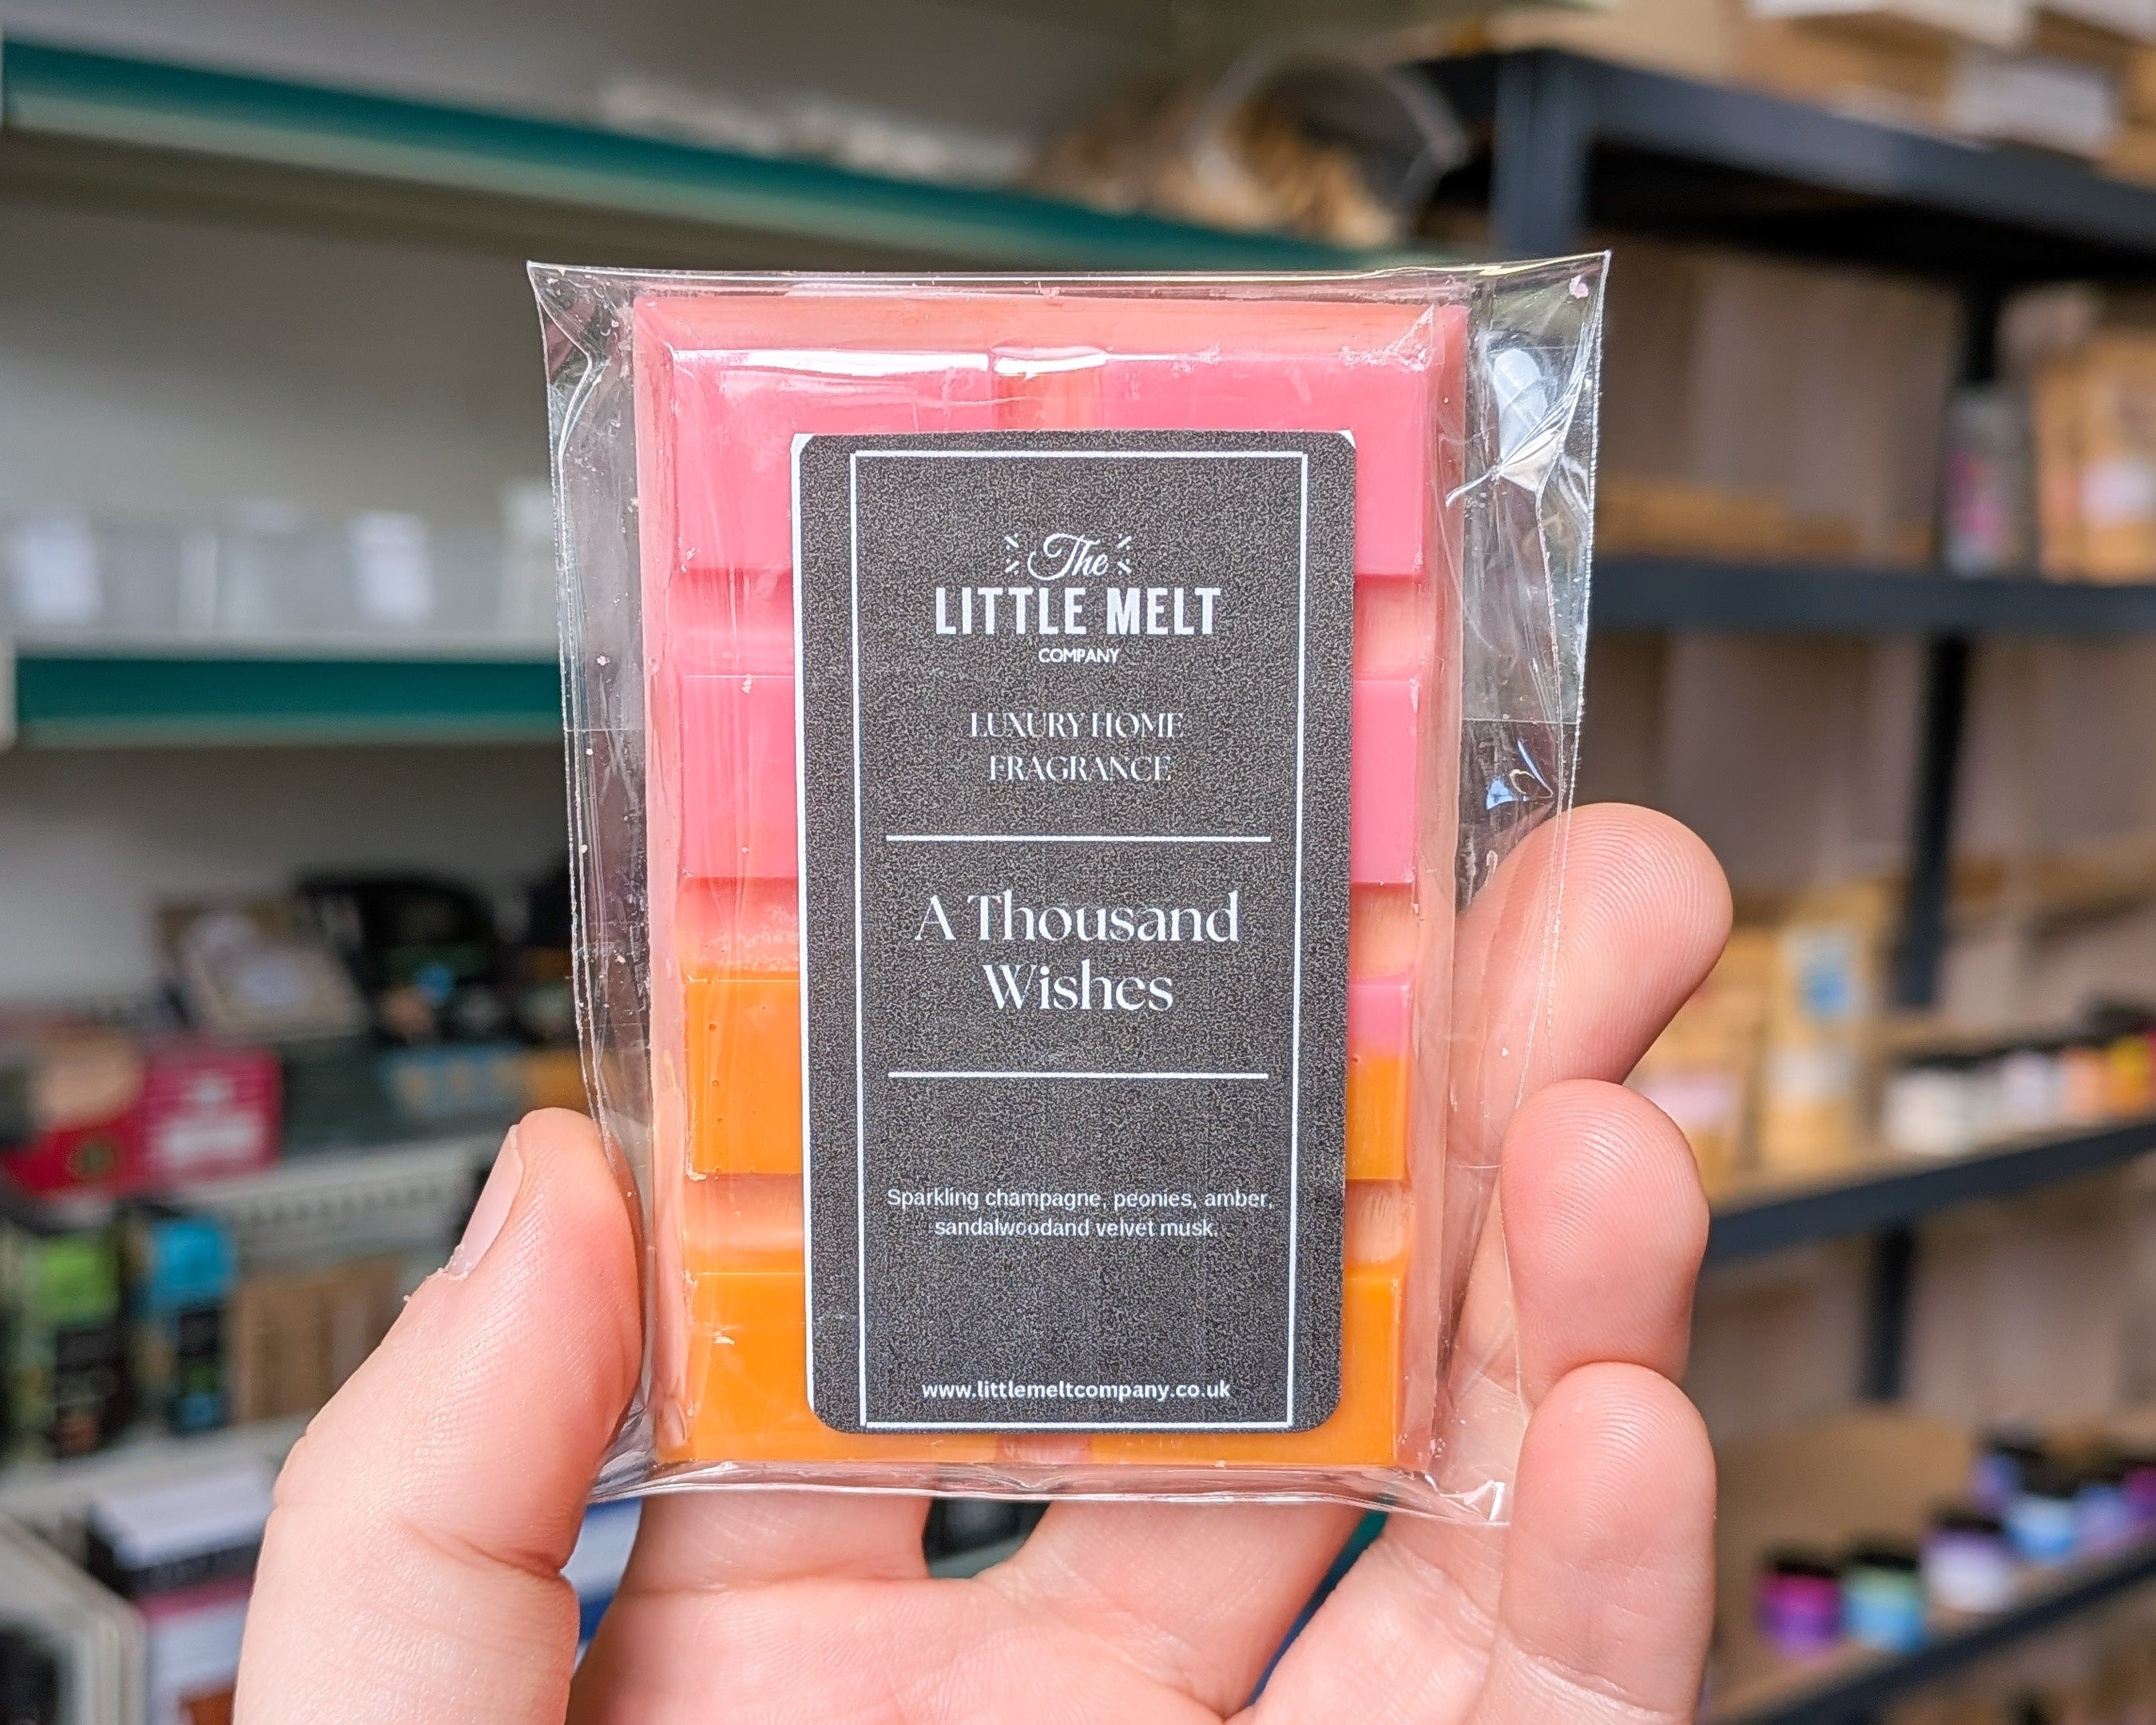 The
LITTLE MELT
COMPANY
LUXURY HOME
FRAGRANCE
A Thousand
Wishes
Sparkling champagne, peonies, amber,
sandalwoodand velvet musk.
www.littlemeltcompany.co.uk